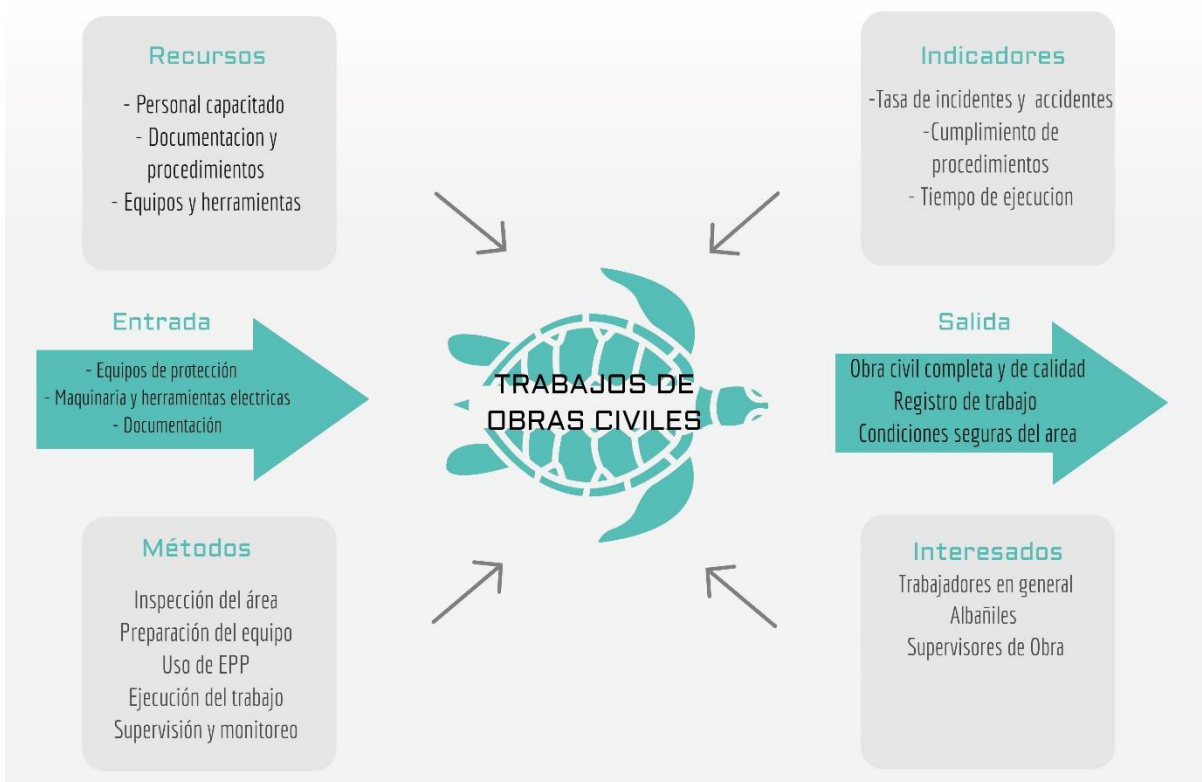 Recursos
- Personal capacitado
- Documentacion y
procedimientos
- Equipos y herramientas
Indicadores
-Tasa de incidentes y accidentes
-Cumplimiento de
procedimientos
- Tiempo de ejecucion
Entrada
- Equipos de protección
- Maquinaria y herramientas electricas
- Documentación
TRABAJOS DE
OBRAS CIVILES
Salida
Obra civil completa y de calidad
Registro de trabajo
Condiciones seguras del area
Métodos
Inspección del área
Preparación del equipo
Uso de EPP
Ejecución del trabajo
Supervisión y monitoreo
Interesados
Trabajadores en general
Albañiles
Supervisores de Obra